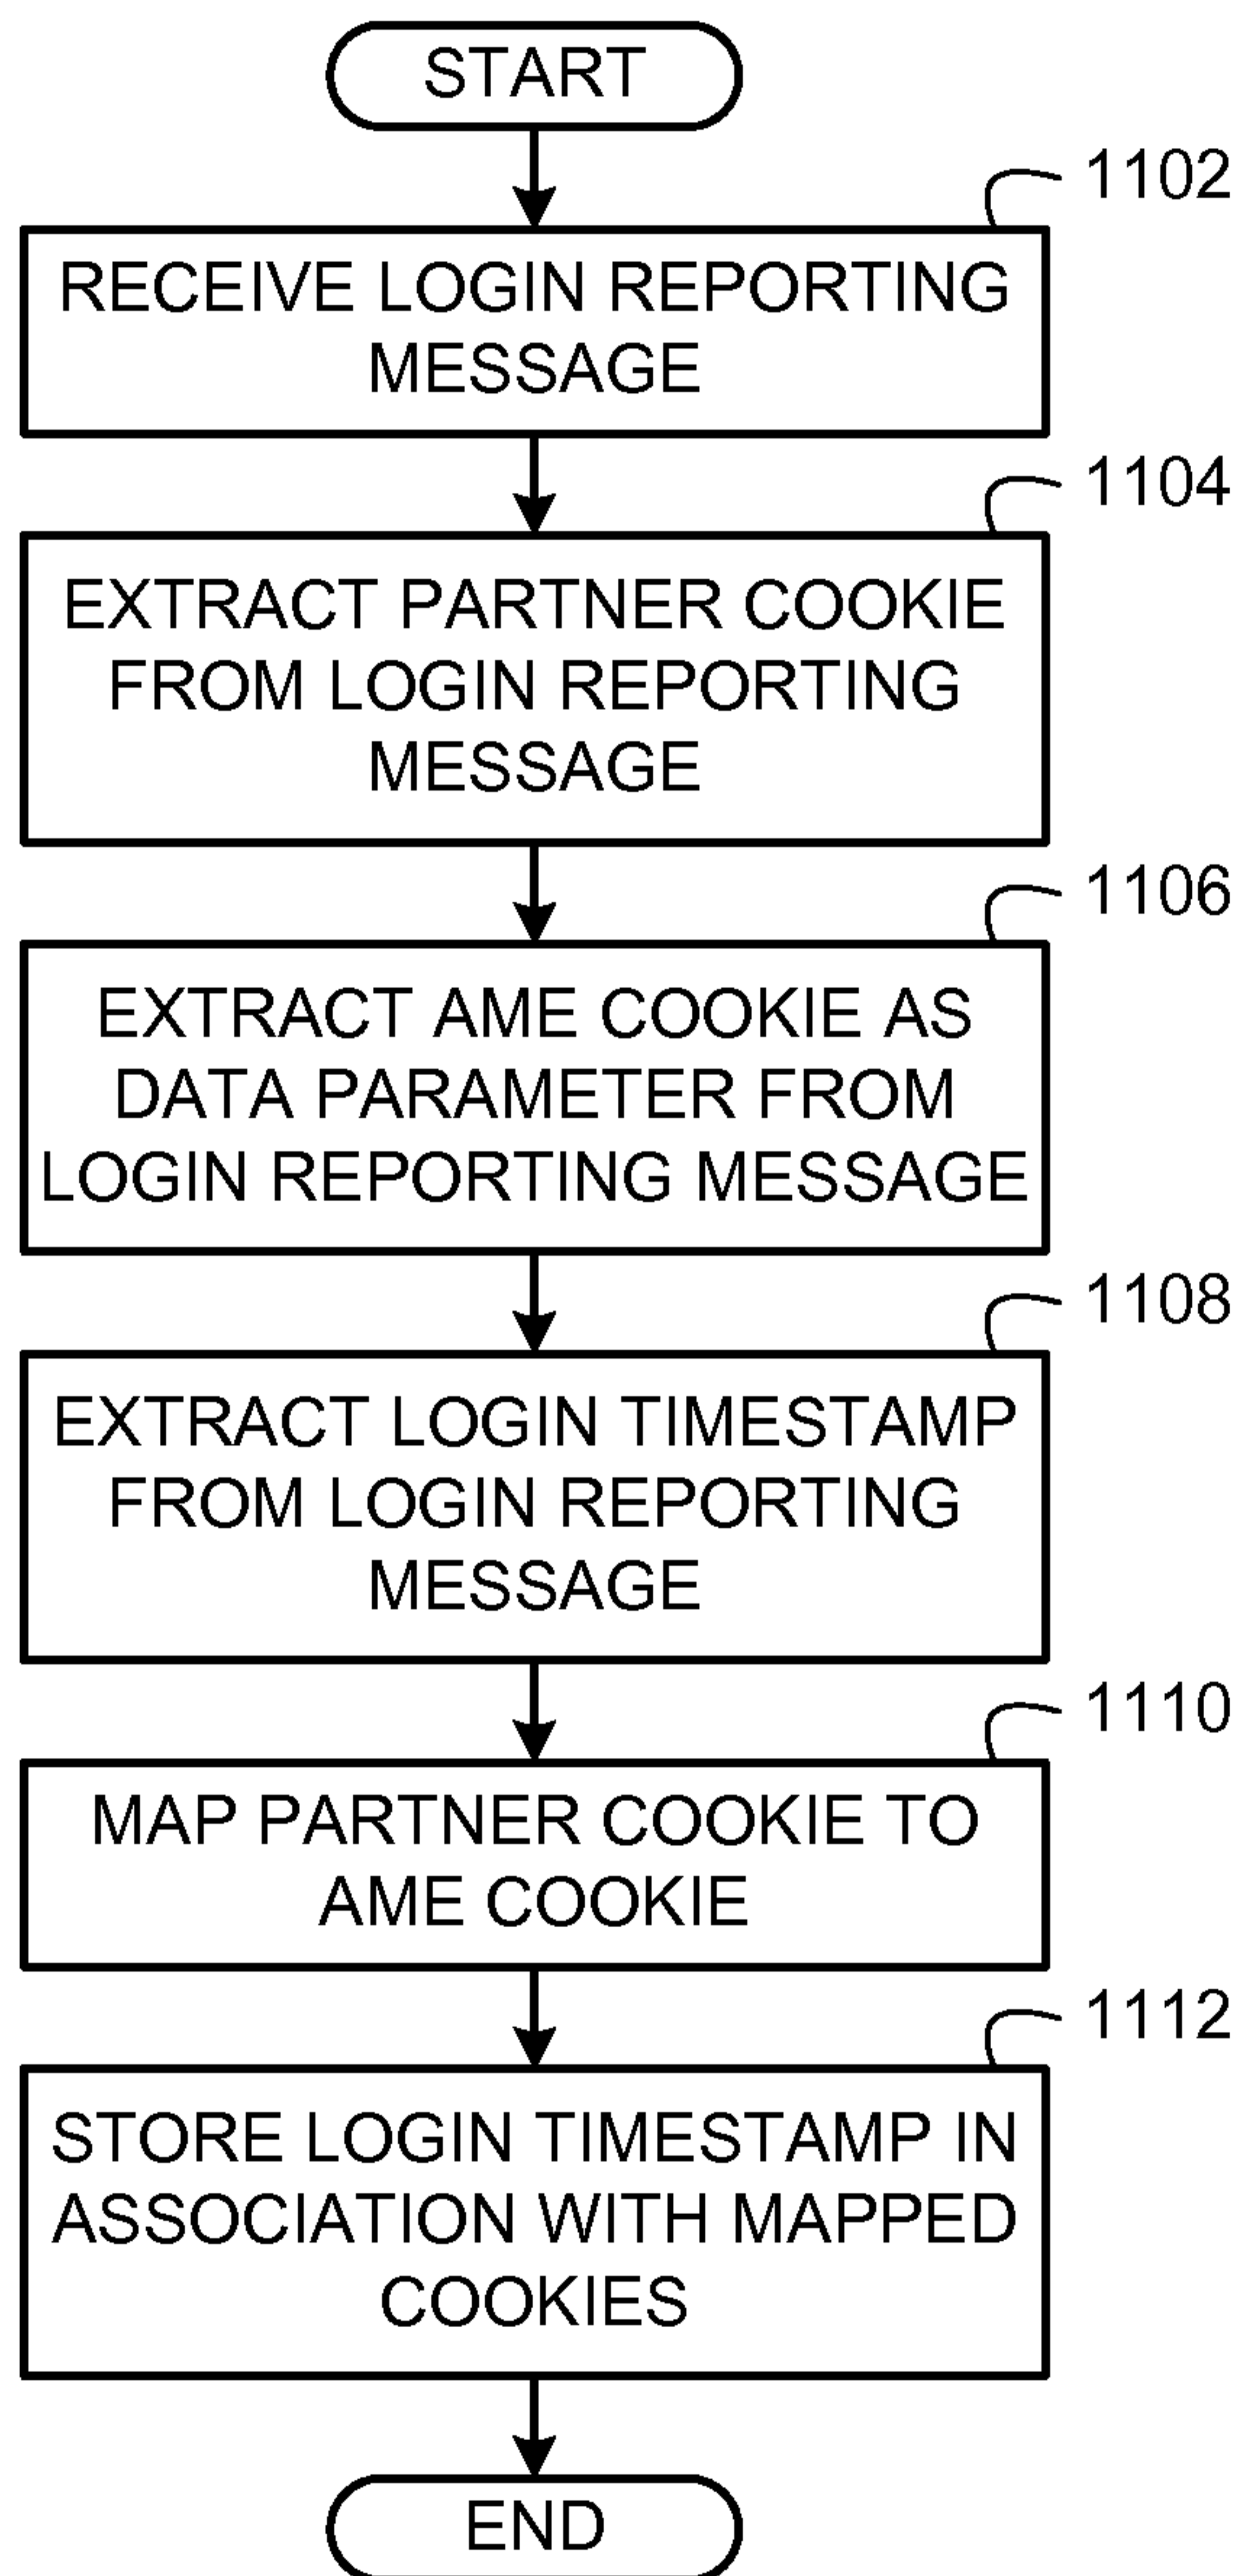 START
1102
RECEIVE LOGIN REPORTING
MESSAGE
1104
EXTRACT PARTNER COOKIE
FROM LOGIN REPORTING
MESSAGE
1106
EXTRACT AME COOKIE AS
DATA PARAMETER FROM
LOGIN REPORTING MESSAGE
1108
EXTRACT LOGIN TIMESTAMP
FROM LOGIN REPORTING
MESSAGE
1110
MAP PARTNER COOKIE TO
AME COOKIE
1112
STORE LOGIN TIMESTAMP IN
ASSOCIATION WITH MAPPED
COOKIES
END